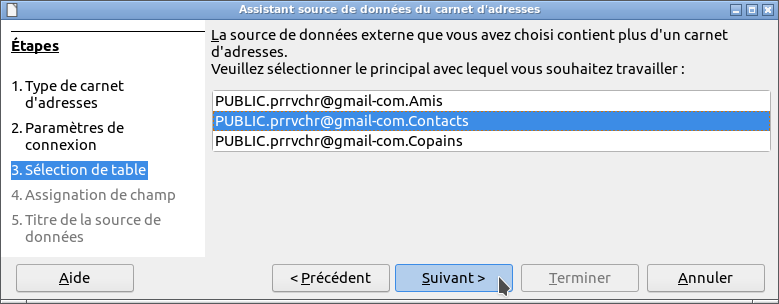 Assistant source de données du carnet d'adresses
Étapes
1. Type de carnet
d'adresses
2. Paramètres de
connexion
3. Sélection de table
4. Assignation de champ
5. Titre de la source de
données
La source de données externe que vous avez choisi contient plus d'un carnet
d'adresses.
Veuillez sélectionner le principal avec lequel vous souhaitez travailler :
PUBLIC.prrvchr@gmail-com.Amis
PUBLIC.prrvchr@gmail-com.Contacts
PUBLIC.prrvchr@gmail-com.Copains
Aide
< Précédent
Suivant >
Terminer
Annuler